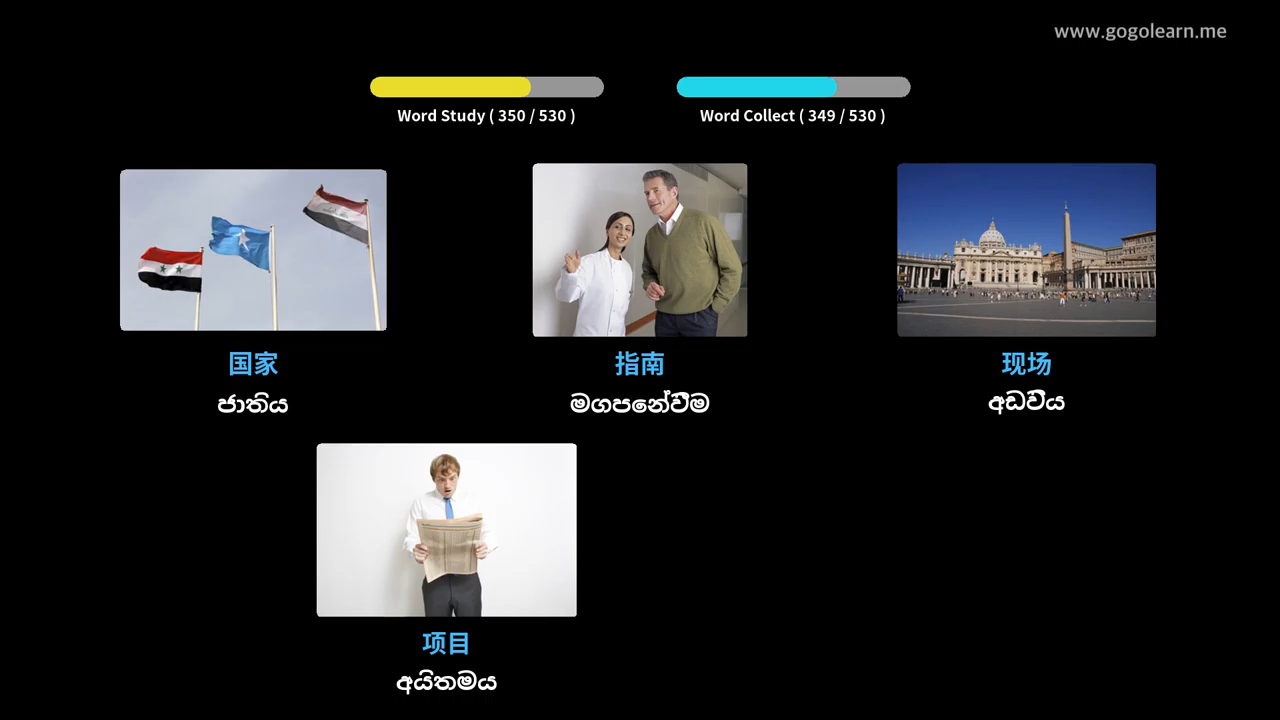 www.gogolearn.me
Word Study ( 350 / 530 )
Word Collect ( 349 / 530 )
国家
ජාතිය
指南
මගපනේවීම
现场
අඩවිය
项目
අයිතමය